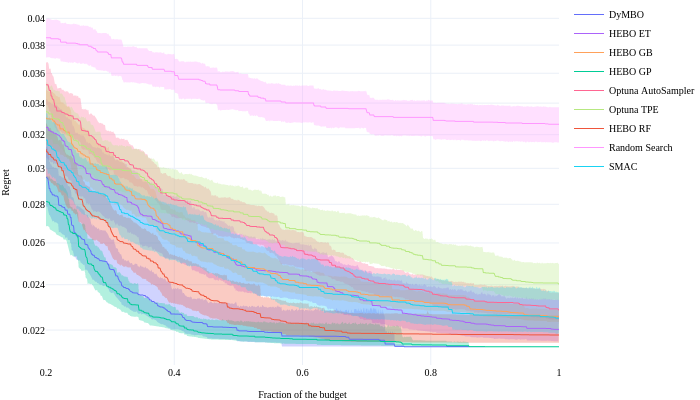 0.04
0.038
0.036
0.034
0.032
0.03
0.028
0.026
0.024
0.022
Regret
0.2
0.4
0.6
0.8
1
Fraction of the budget
DyMBO
HEBO ET
HEBO GB
HEBO GP
Optuna AutoSampler
Optuna TPE
HEBO RF
Random Search
SMAC